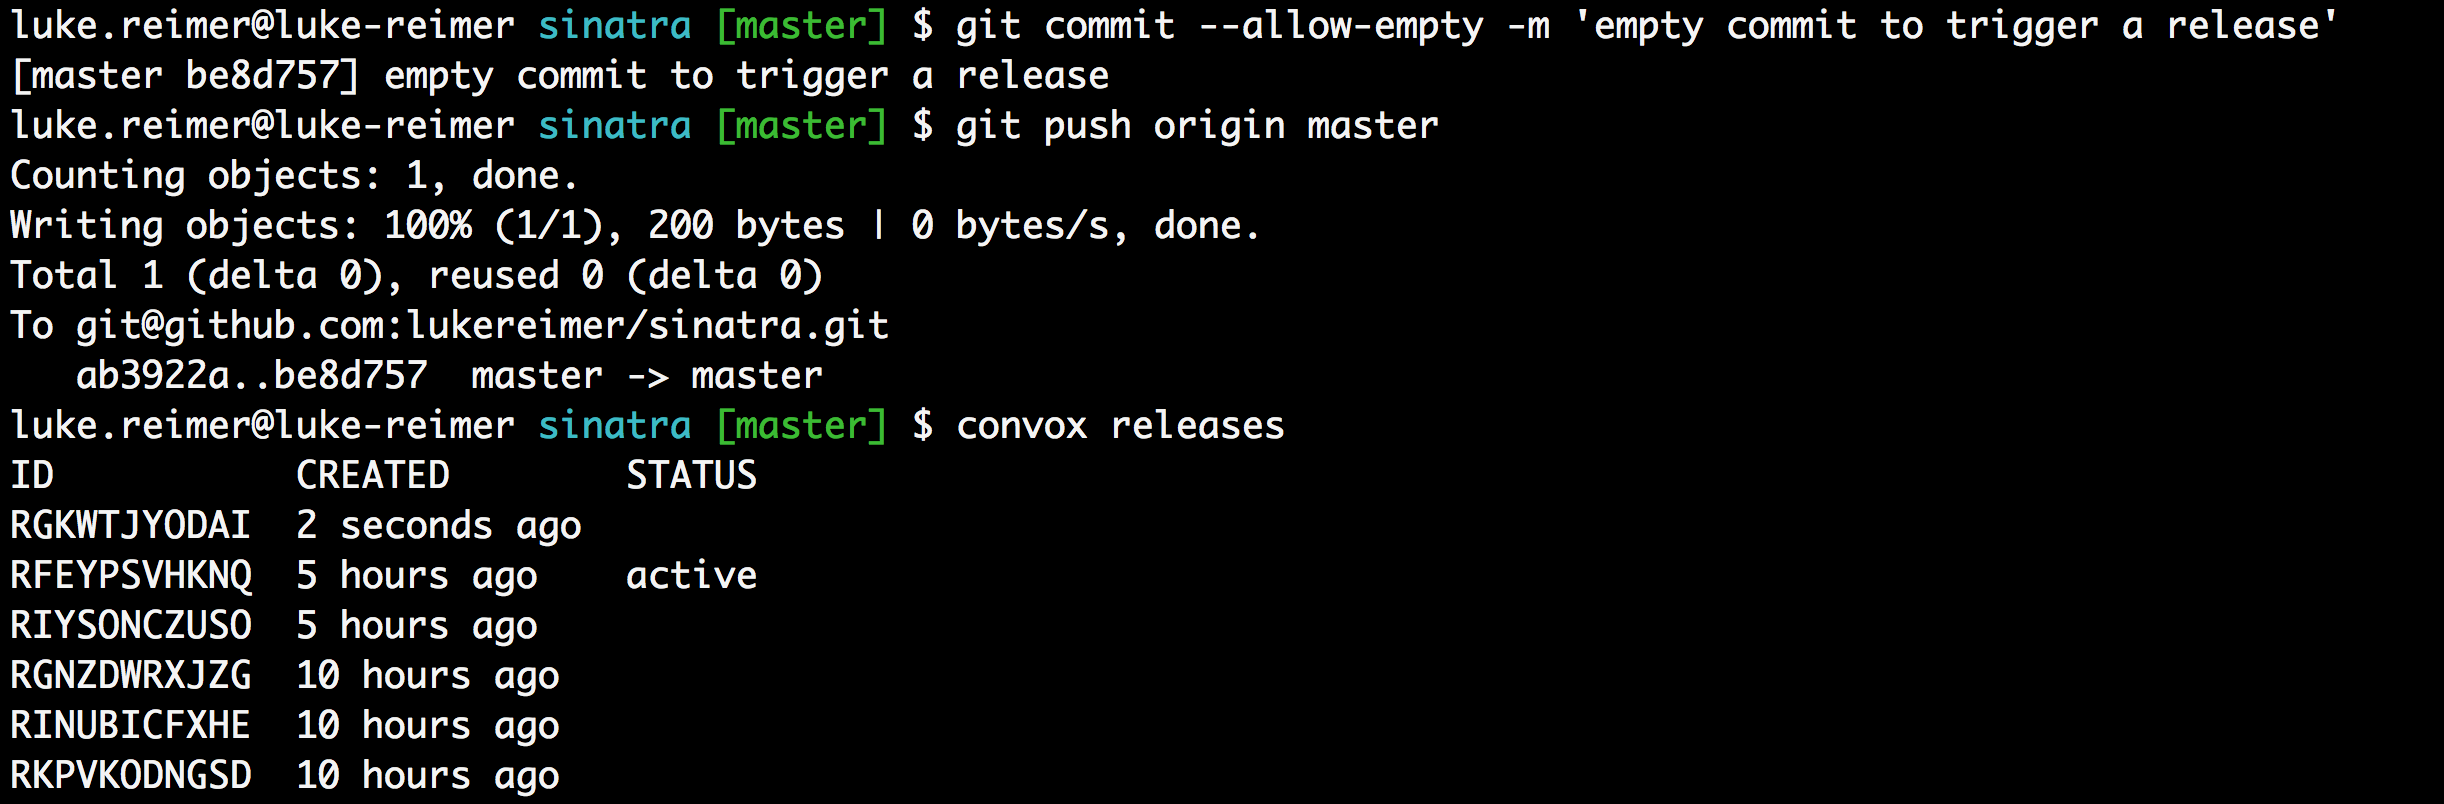 luke.reimer@luke-reimer sinatra [master] $ git commit --allow-empty -m 'empty commit to trigger a release'
[master be8d757] empty commit to trigger a release
luke.reimer@luke-reimer sinatra [master] $ git push origin master
Counting objects: 1, done.
Writing objects: 100% (1/1), 200 bytes | 0 bytes/s, done.
Total 1 (delta 0), reused 0 (delta 0)
To git@github.com:lukereimer/sinatra.git
   ab3922a..be8d757  master -> master
luke.reimer@luke-reimer sinatra [master] $ convox releases
ID           CREATED        STATUS
RGKWTJYODAI  2 seconds ago
RFEYPSVHKNQ  5 hours ago    active
RIYSONCZUSO  5 hours ago
RGNZDWRXJZG  10 hours ago
RINUBICFXHE  10 hours ago
RKPVKODNGSD  10 hours ago